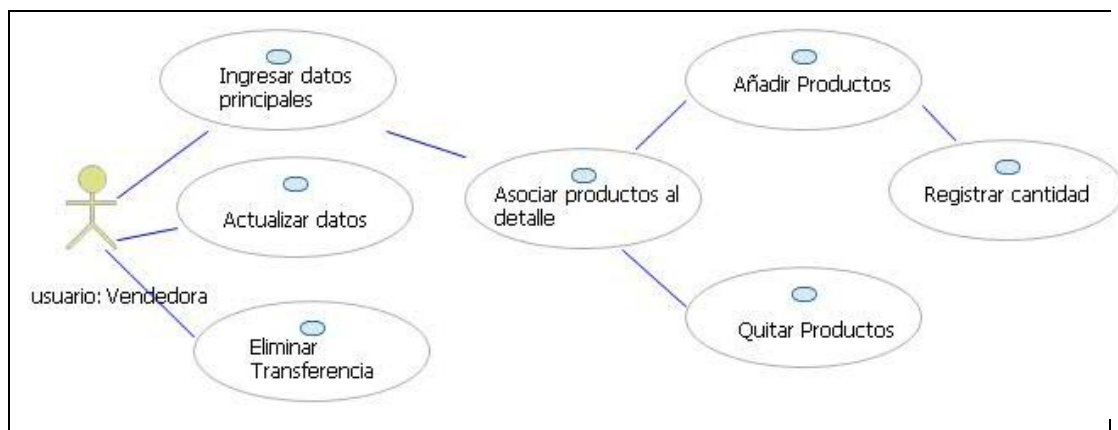 Ingresar datos
principales
Añadir Productos
Asociar productos al
detalle
Registrar cantidad
Actualizar datos
usuario: Vendedora
Quitar Productos
Eliminar
Transferencia